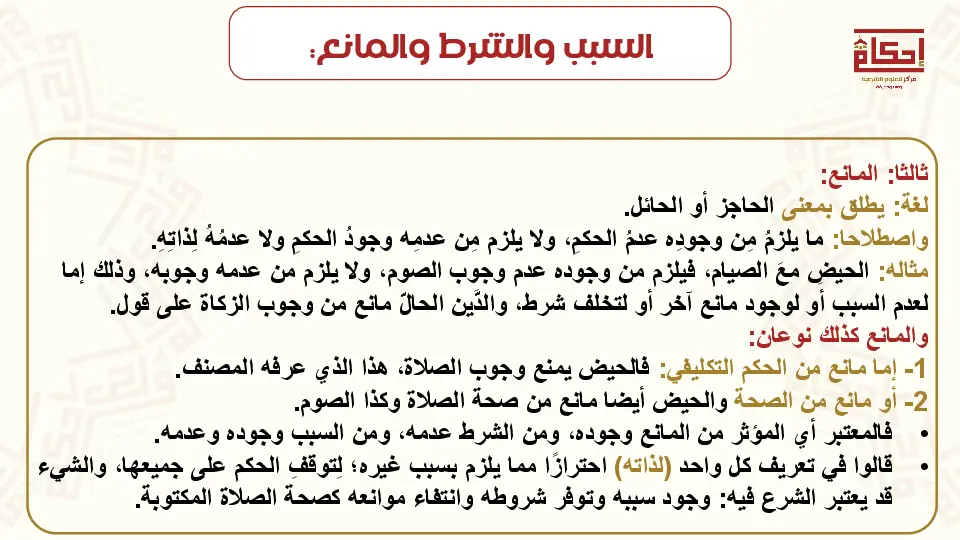 السبب والشرط والمانع:
إحكام
مركز للعلوم الشرعية
ثالثا: المانع:
لغة: يطلق بمعنى الحاجز أو الحائل.
واصطلاحا: ما يلزمُ مِن وجودِه عدمُ الحكمِ، ولا يلزم مِن عدمِه وجودُ الحكمِ ولا عدمُهُ لِذاتِهِ.
مثاله: الحيض معَ الصيام، فيلزم من وجوده عدم وجوب الصوم، ولا يلزم من عدمه وجوبه، وذلك إما
لعدم السبب أو لوجود مانع آخر أو لتخلف شرط، والدَّين الحالّ مانع من وجوب الزكاة على قول.
والمانع كذلك نوعان:
1- إما مانع من الحكم التكليفي: فالحيض يمنع وجوب الصلاة، هذا الذي عرفه المصنف.
2- أو مانع من الصحة والحيض أيضا مانع من صحة الصلاة وكذا الصوم.
• فالمعتبر أي المؤثر من المانع وجوده، ومن الشرط عدمه، ومن السبب وجوده وعدمه.
• قالوا في تعريف كل واحد (لذاته) احترازًا مما يلزم بسبب غيره؛ لِتوقفِ الحكم على جميعها، والشيء
قد يعتبر الشرع فيه: وجود سببه وتوفر شروطه وانتفاء موانعه كصحة الصلاة المكتوبة.